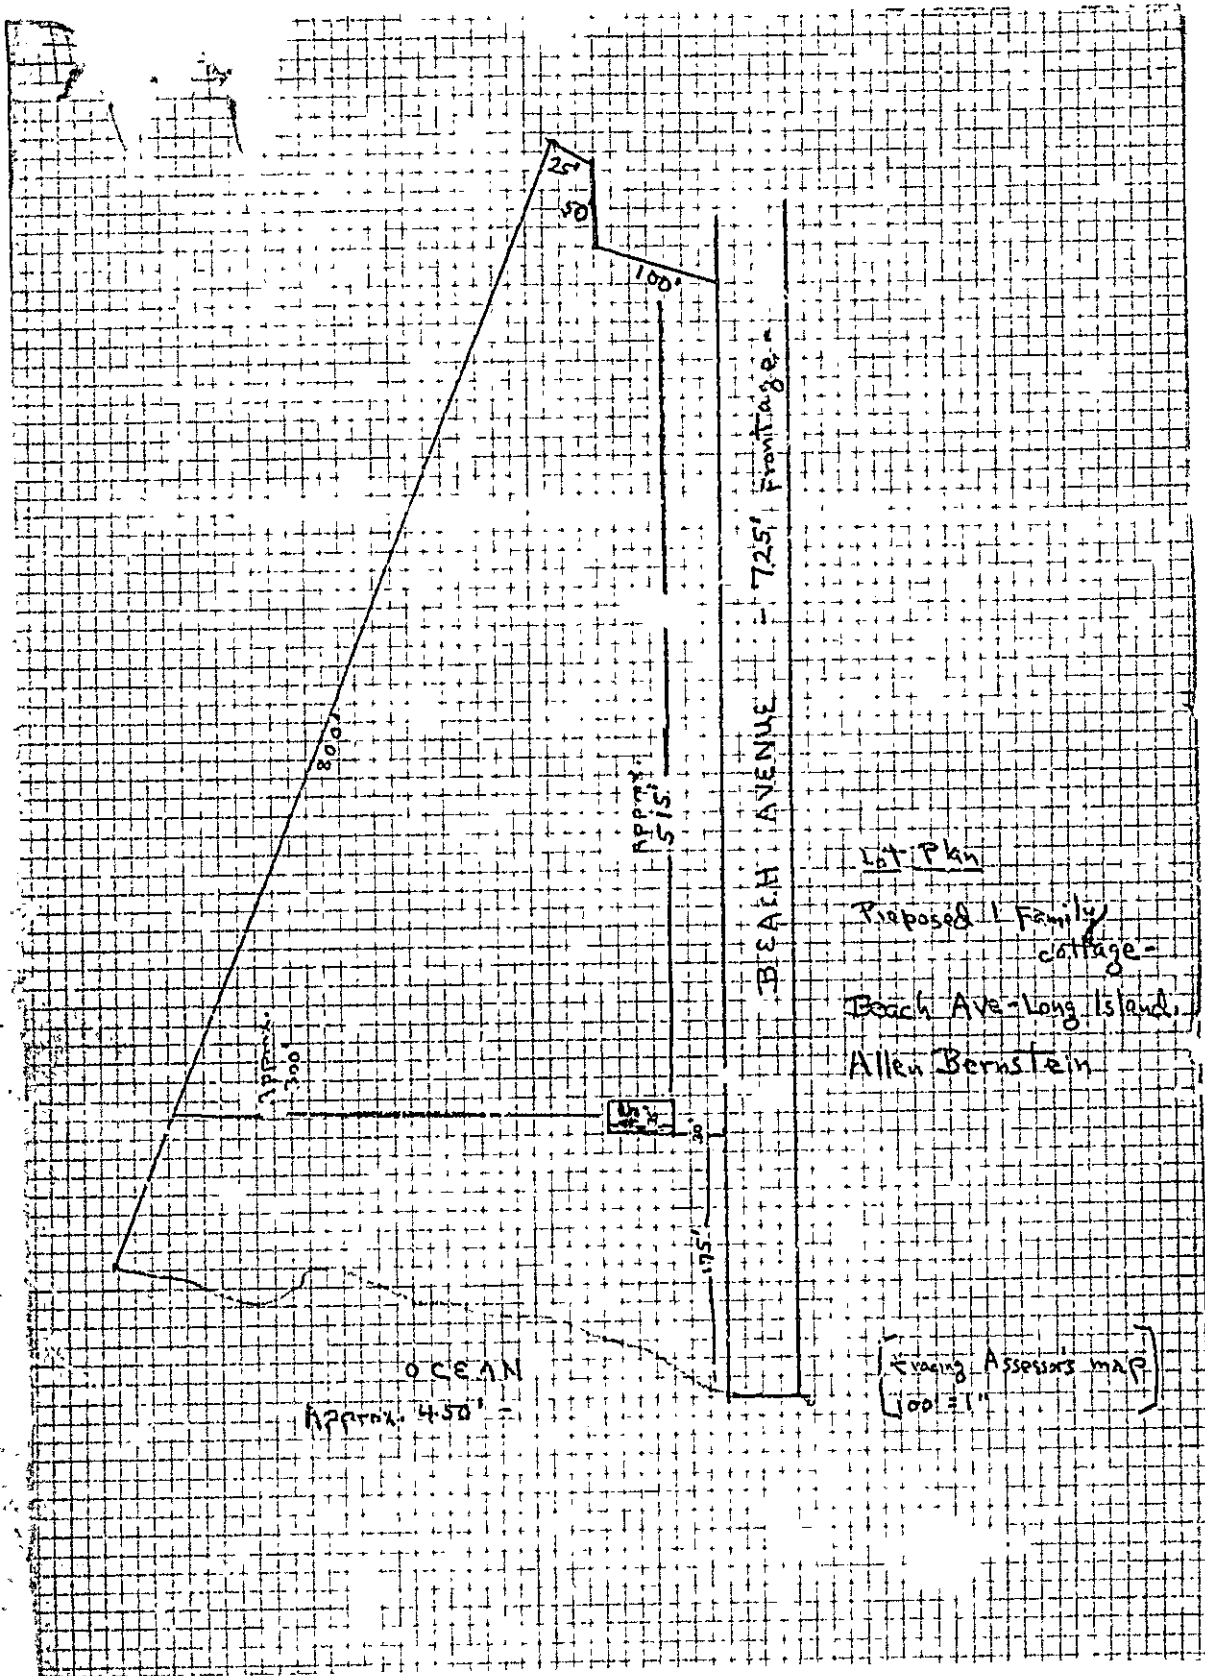 25'
50'
100'
BEACH AVENUE - 725' Frontage -
800'
Approx.
515'
Lot Plan
Proposed 1 Family
cottage -
Beach Ave - Long Island.
Allen Bernstein
Approx.
300'
30'
175'
OCEAN
Approx. 450' -
tracing Assessors map
100' = 1"